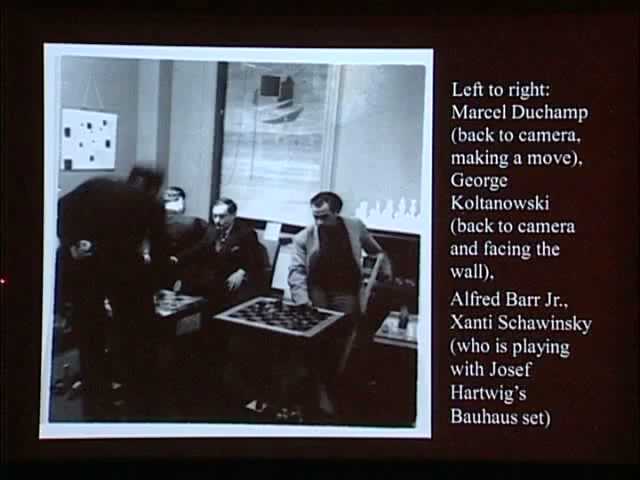 Left to right:
Marcel Duchamp
(back to camera,
making a move),
George
Koltanowski
(back to camera
and facing the
wall),
Alfred Barr Jr.,
Xanti Schawinsky
(who is playing
with Josef
Hartwig's
Bauhaus set)